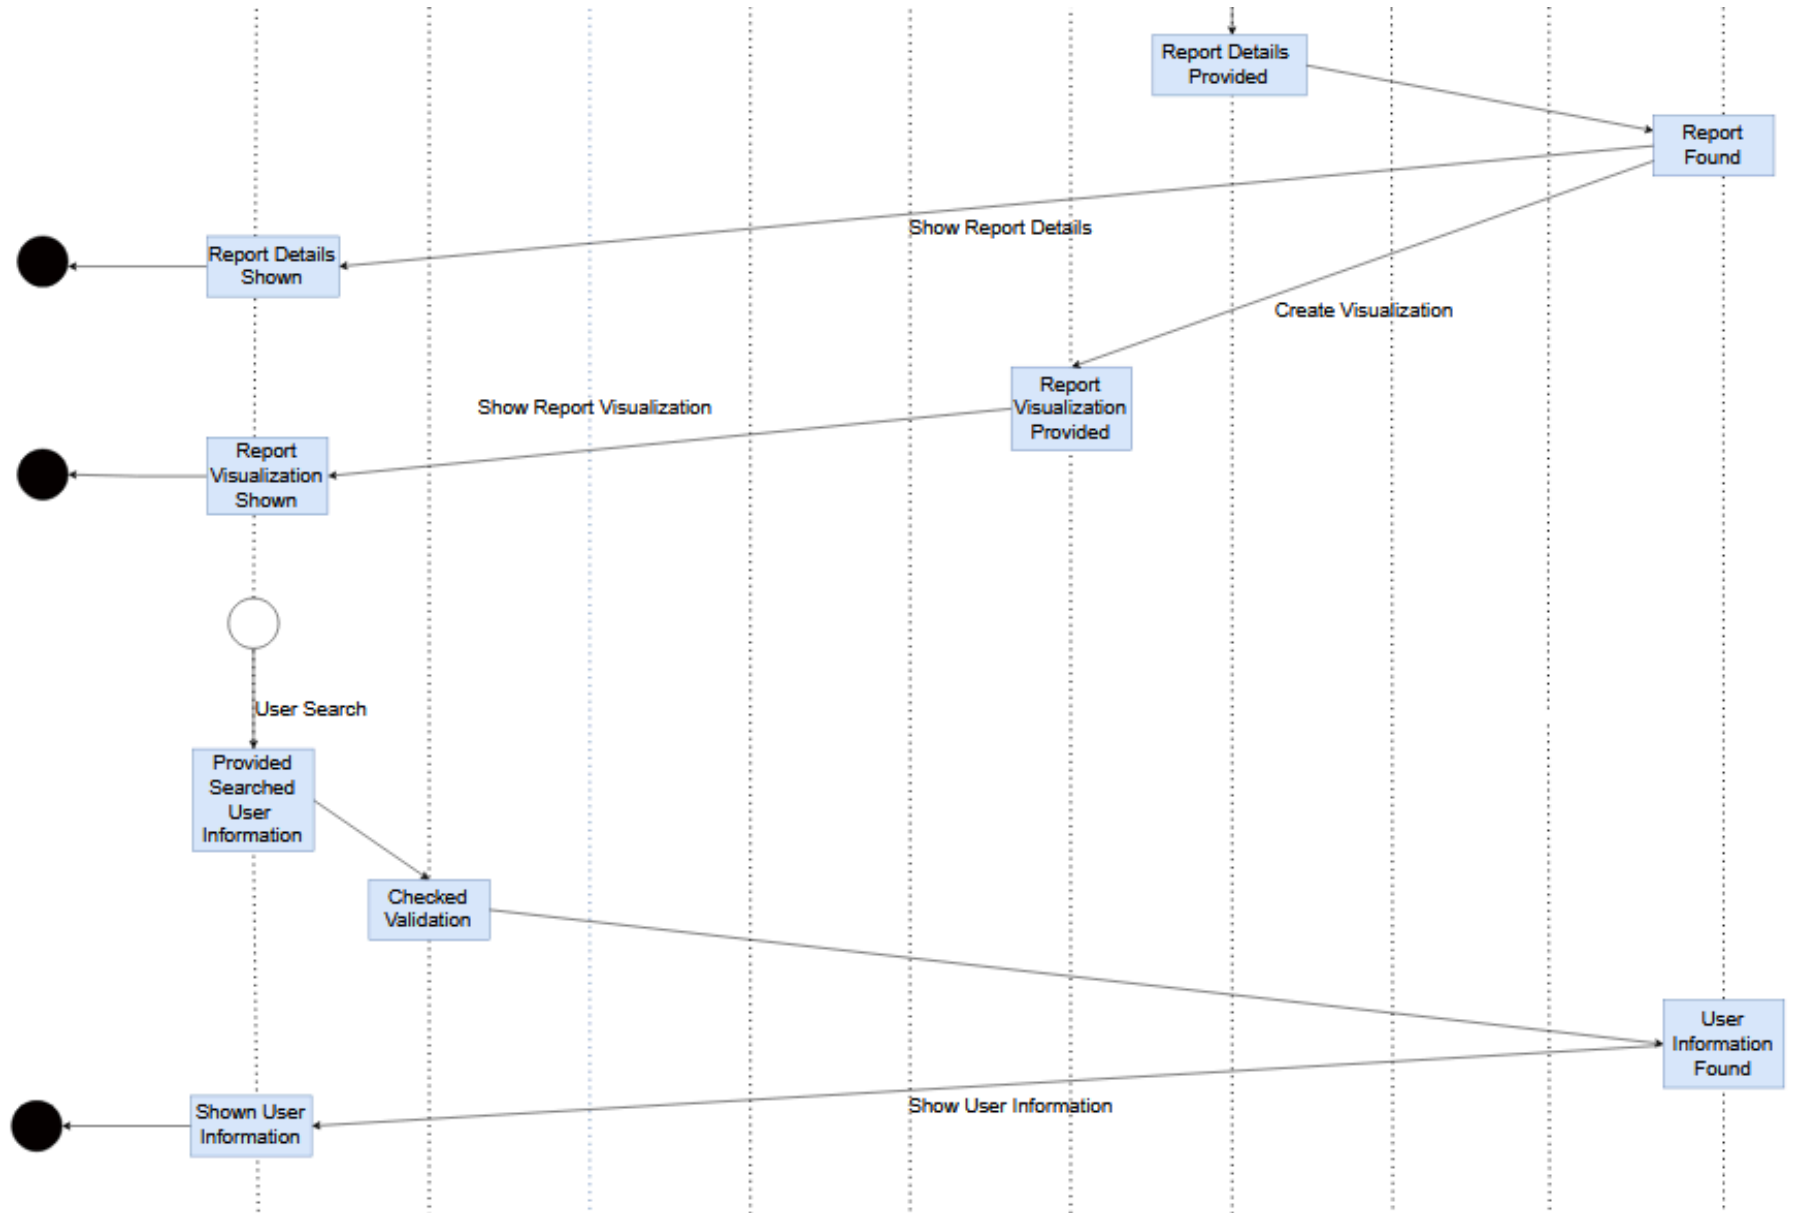 Report Details
Provided
Report
Found
Show Report Details
Report Details
Shown
Create Visualization
Report
Visualization
Provided
Show Report Visualization
Report
Visualization
Shown
User Search
Provided
Searched
User
Information
Checked
Validation
User
Information
Found
Show User Information
Shown User
Information